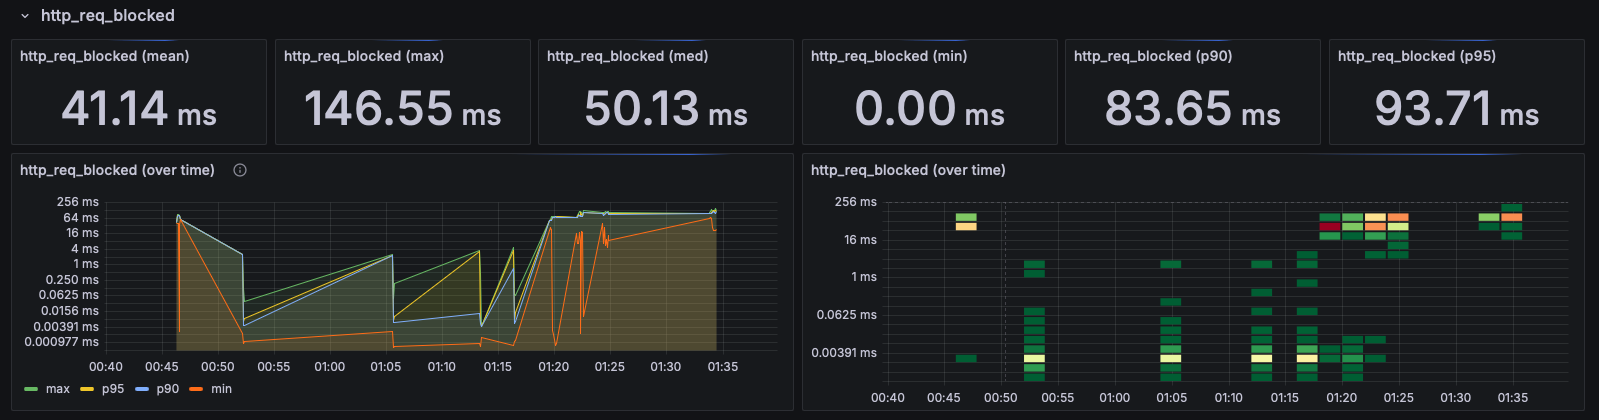 http_req_blocked
http_req_blocked (mean)
41.14 ms
http_req_blocked (max)
146.55 ms
http_req_blocked (med)
50.13 ms
http_req_blocked (min)
0.00 ms
http_req_blocked (p90)
83.65 ms
http_req_blocked (p95)
93.71 ms
http_req_blocked (over time)
256 ms
64 ms
16 ms
4 ms
1 ms
0.250 ms
0.0625 ms
0.0156 ms
0.00391 ms
0.000977 ms
00:40 00:45 00:50 00:55 01:00 01:05 01:10 01:15 01:20 01:25 01:30 01:35
max p95 p90 min
http_req_blocked (over time)
256 ms
16 ms
1 ms
0.0625 ms
0.00391 ms
00:40 00:45 00:50 00:55 01:00 01:05 01:10 01:15 01:20 01:25 01:30 01:35